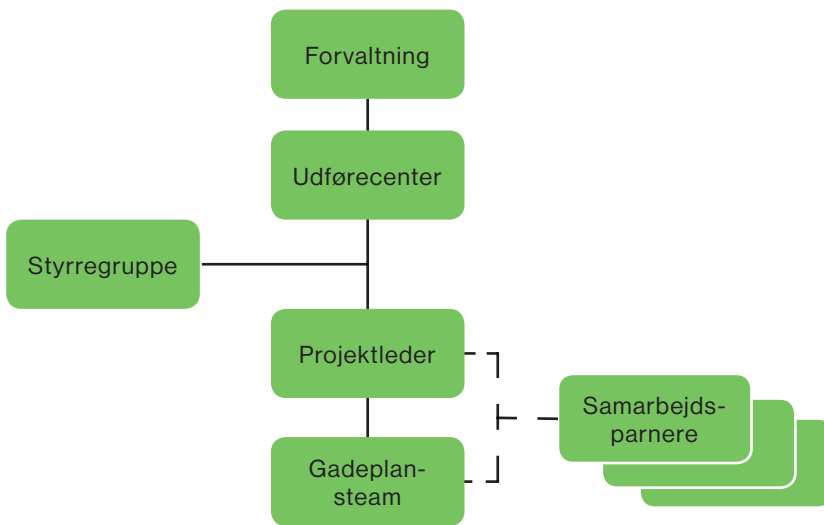 Forvaltning
Udførecenter
Styrregruppe
Projektleder
Samarbejds-
parnere
Gadeplan-
steam